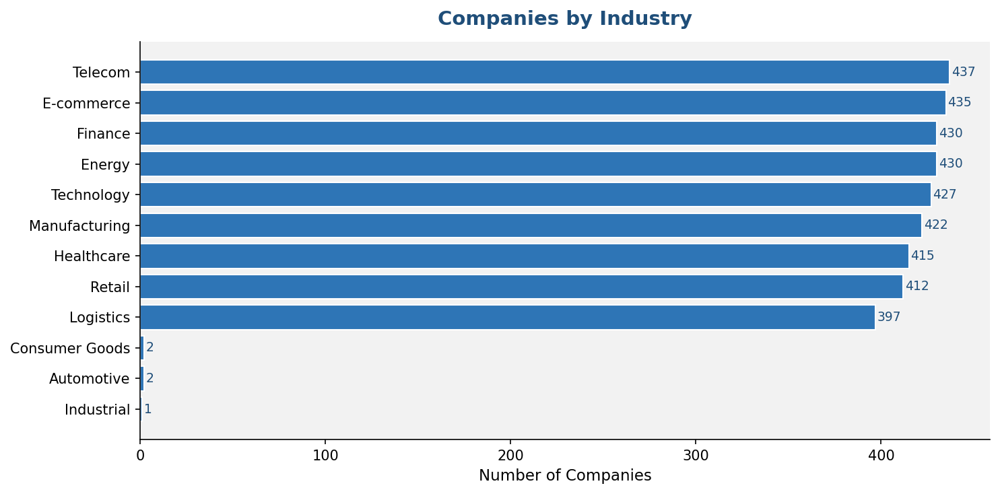 Companies by Industry
Telecom 437
E-commerce 435
Finance 430
Energy 430
Technology 427
Manufacturing 422
Healthcare 415
Retail 412
Logistics 397
Consumer Goods 2
Automotive 2
Industrial 1
0 100 200 300 400
Number of Companies